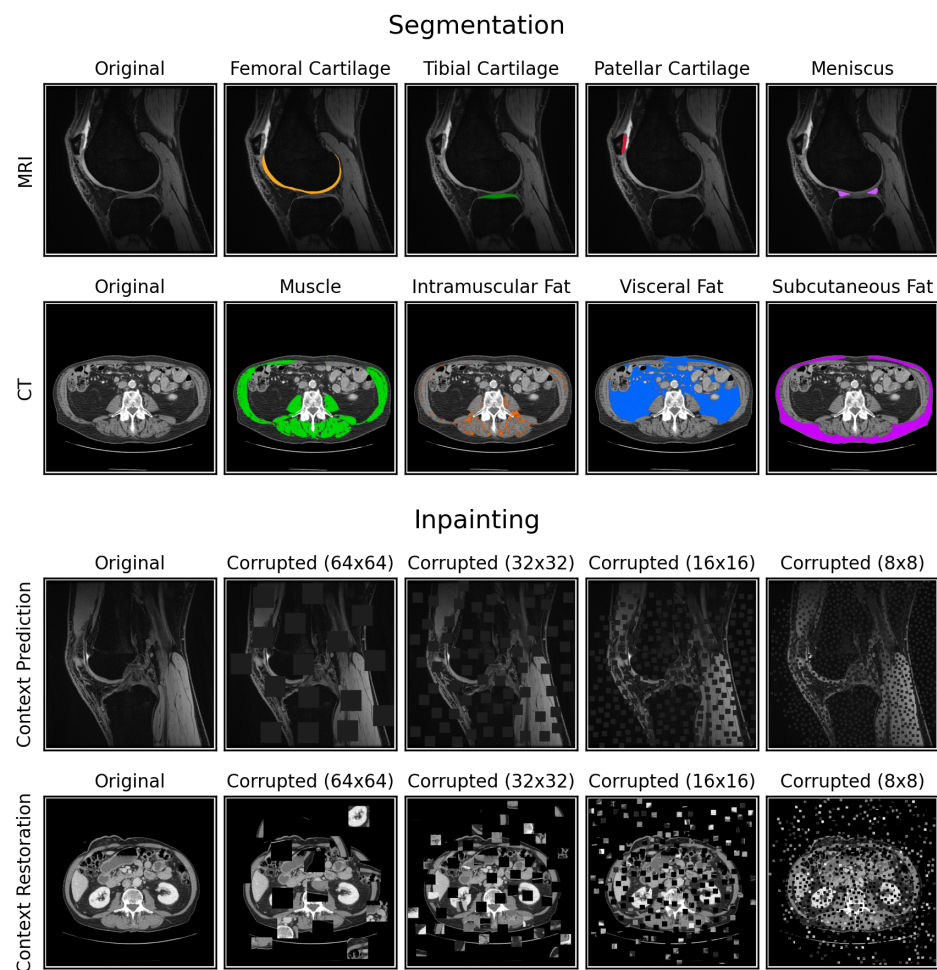 Segmentation
Original Femoral Cartilage Tibial Cartilage Patellar Cartilage Meniscus
MRI
Original Muscle Intramuscular Fat Visceral Fat Subcutaneous Fat
CT
Inpainting
Original Corrupted (64x64) Corrupted (32x32) Corrupted (16x16) Corrupted (8x8)
Context Prediction
Original Corrupted (64x64) Corrupted (32x32) Corrupted (16x16) Corrupted (8x8)
Context Restoration